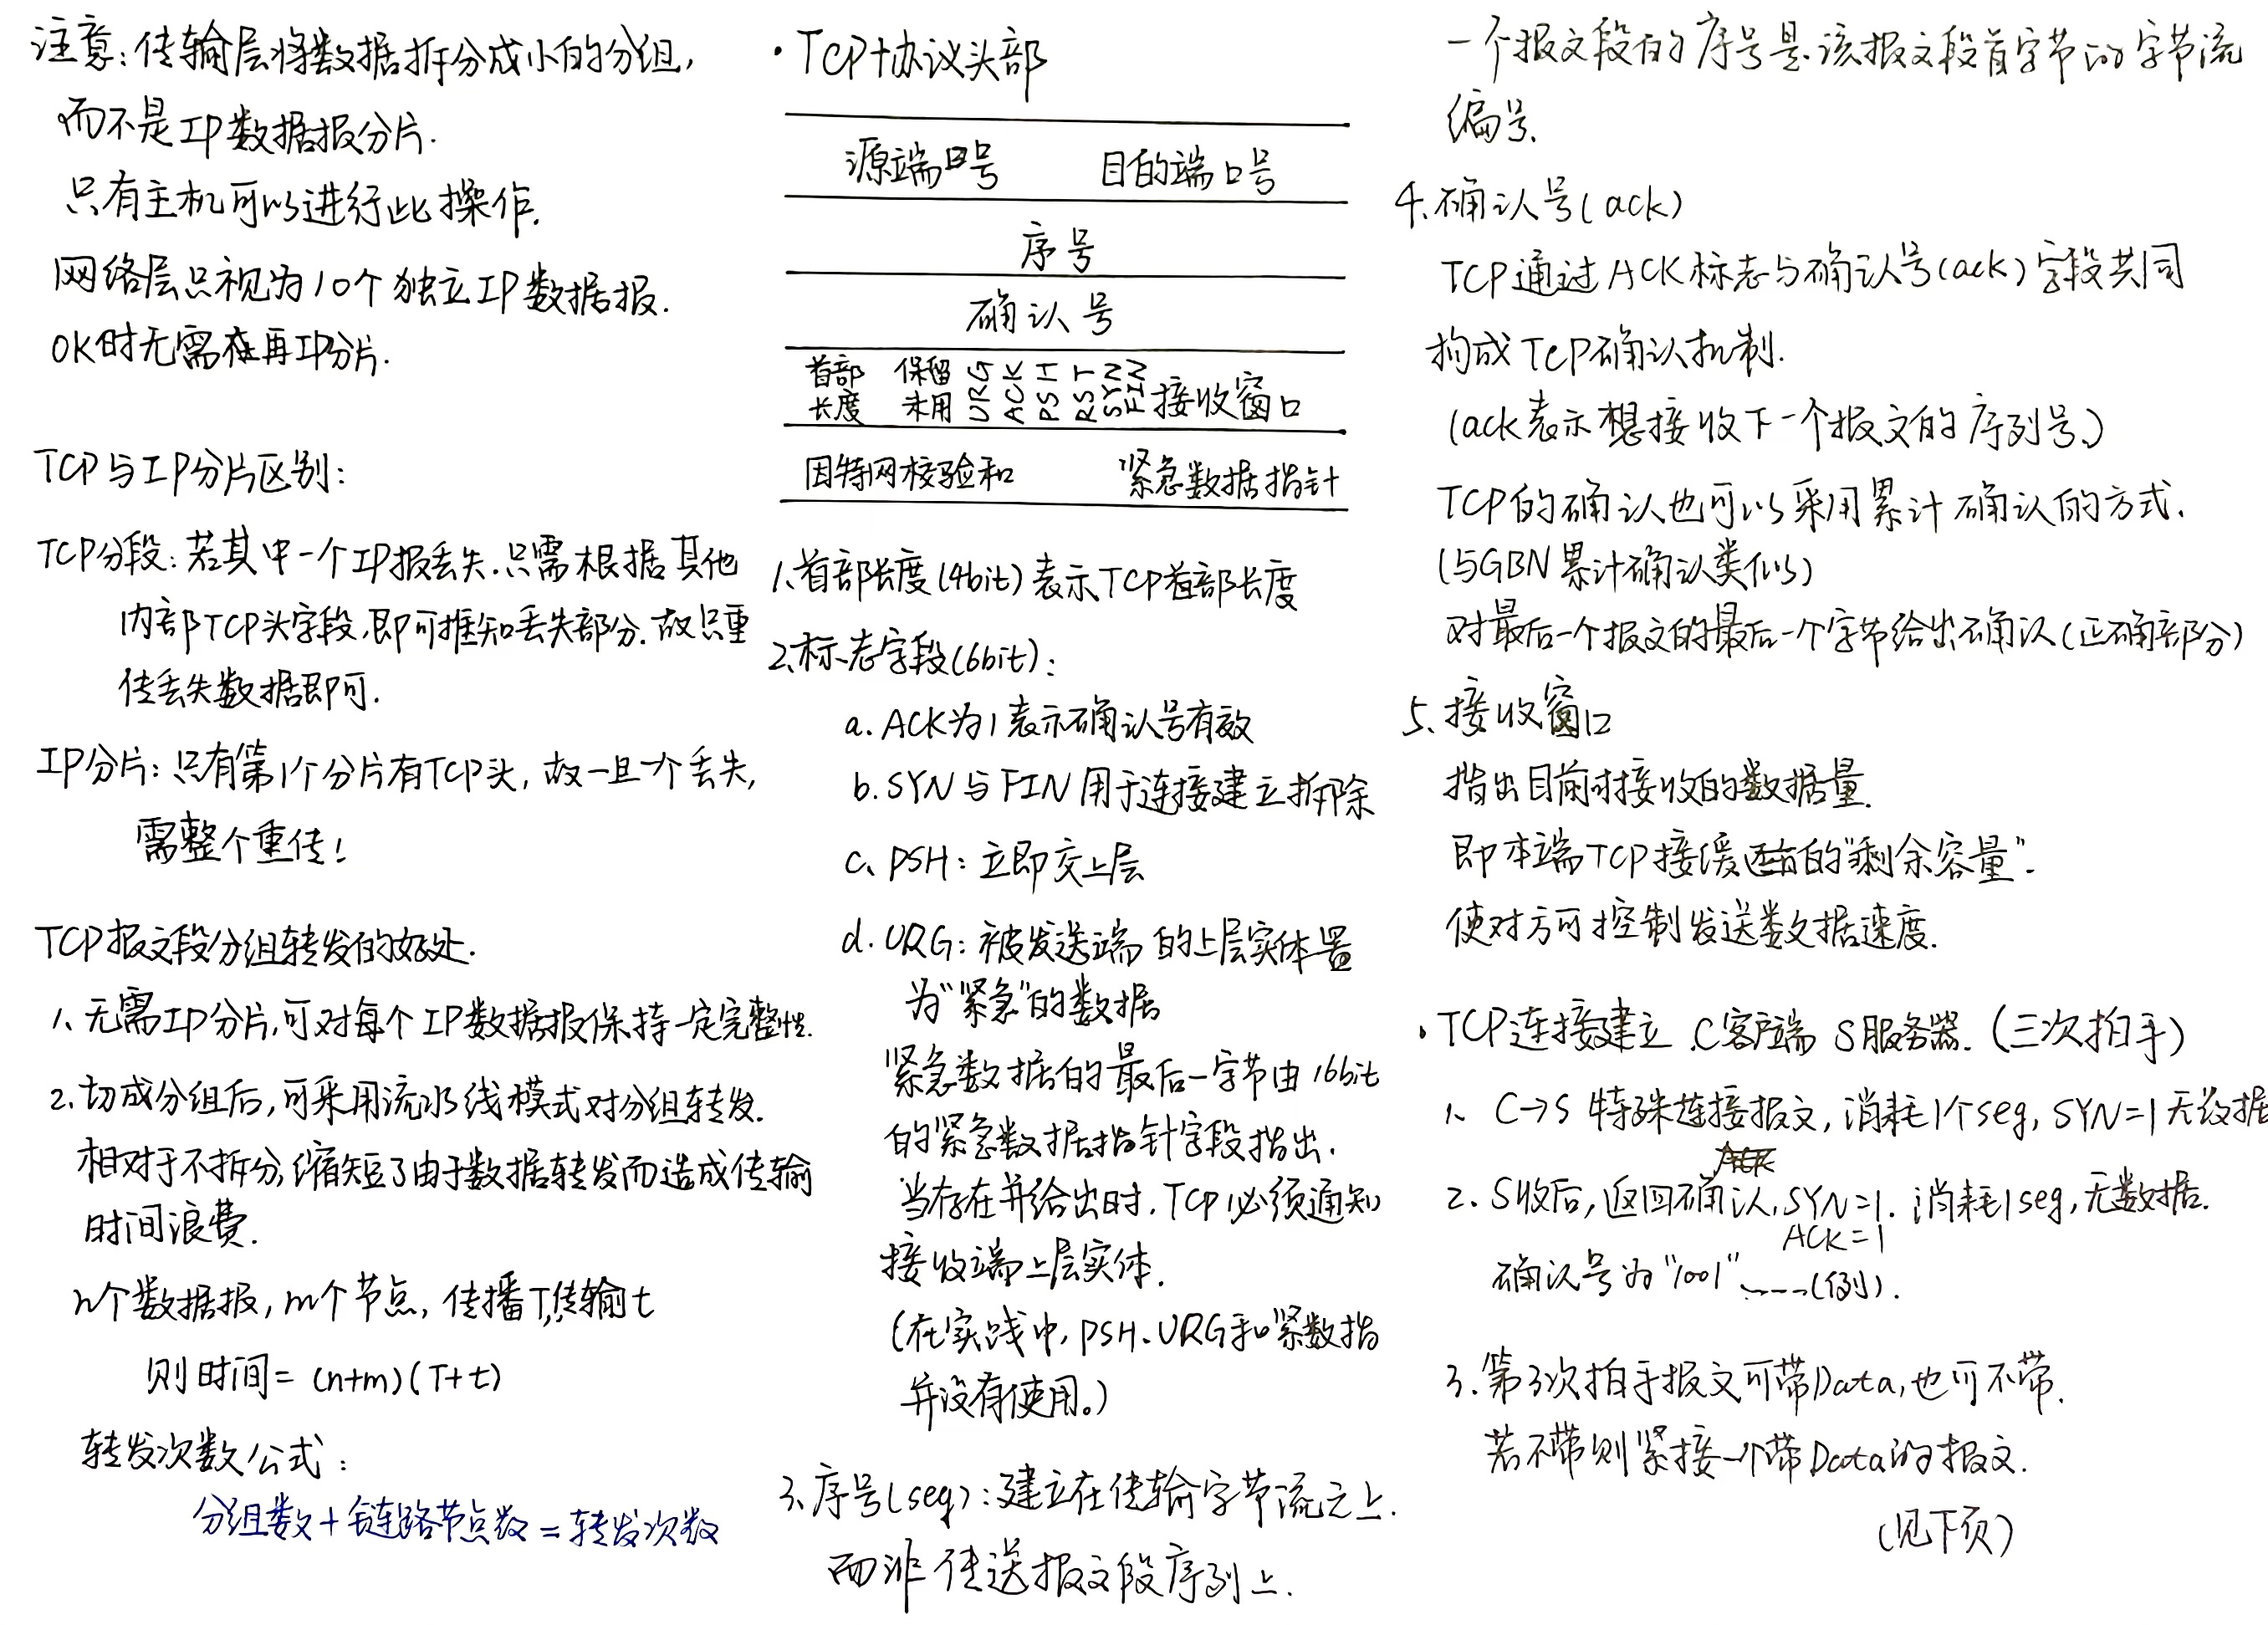 注意：传输层将数据拆分成小的分组，
而不是IP数据报分片.
只有主机可以进行此操作.
网络层只视为10个独立IP数据报.
OK时无需在再IP分片.
TCP与IP分片区别：
TCP分段：若其中一个IP报丢失.只需根据其他
内部TCP头字段,即可推知丢失部分.故只重
传丢失数据即可.
IP分片：只有第1个分片有TCP头，故一旦一个丢失,
需整个重传!
TCP报文段分组转发的好处.
1、无需IP分片,可对每个IP数据报保持一定完整性.
2.切成分组后,可采用流水线模式对分组转发.
相对于不拆分,缩短了由于数据转发而造成传输
时间浪费.
n个数据报,m个节点,传播T,传输t
则时间=(n+m)(T+t)
转发次数公式：
分组数+链路节点数=转发次数
·TCP协议头部
源端口号 目的端口号
序号
确认号
首部长度 保留未用 URG ACK PSH RST SYN FIN 接收窗口
因特网校验和 紧急数据指针
1、首部长度(4bit)表示TCP首部长度
2、标志字段(6bit)：
a.ACK为1表示确认号有效
b.SYN与FIN用于连接建立拆除
c、PSH：立即交上层
d.URG：被发送端的上层实体置
为"紧急"的数据
紧急数据的最后一字节由16bit
的紧急数据指针字段指出.
当存在并给出时,TCP必须通知
接收端上层实体.
(在实践中,PSH、URG和紧数指
并没有使用。)
3、序号(seq):建立在传输字节流之上.
而非传送报文段序列上.
一个报文段的序号是该报文段首字节的字节流
编号.
4、确认号(ack)
TCP通过ACK标志与确认号(ack)字段共同
构成TCP确认机制.
(ack表示想接收下一个报文的序列号、)
TCP的确认也可以采用累计确认的方式.
(与GBN累计确认类似)
对最后一个报文的最后一个字节给出确认(正确部分)
5、接收窗口
指出目前对接收的数据量.
即本端TCP接缓的"剩余容量".
使对方可控制发送数据速度.
·TCP连接建立.C客户端 S服务器.(三次拍手)
1、C→S 特殊连接报文,消耗1个seq,SYN=1无数据
2.S收后,返回确认,SYN=1.消耗1seq,无数据.
ACK=1
确认号为"1001"----(例).
3.第3次拍手报文可带Data,也可不带.
若不带则紧接一个带Data的报文.
(见下页)